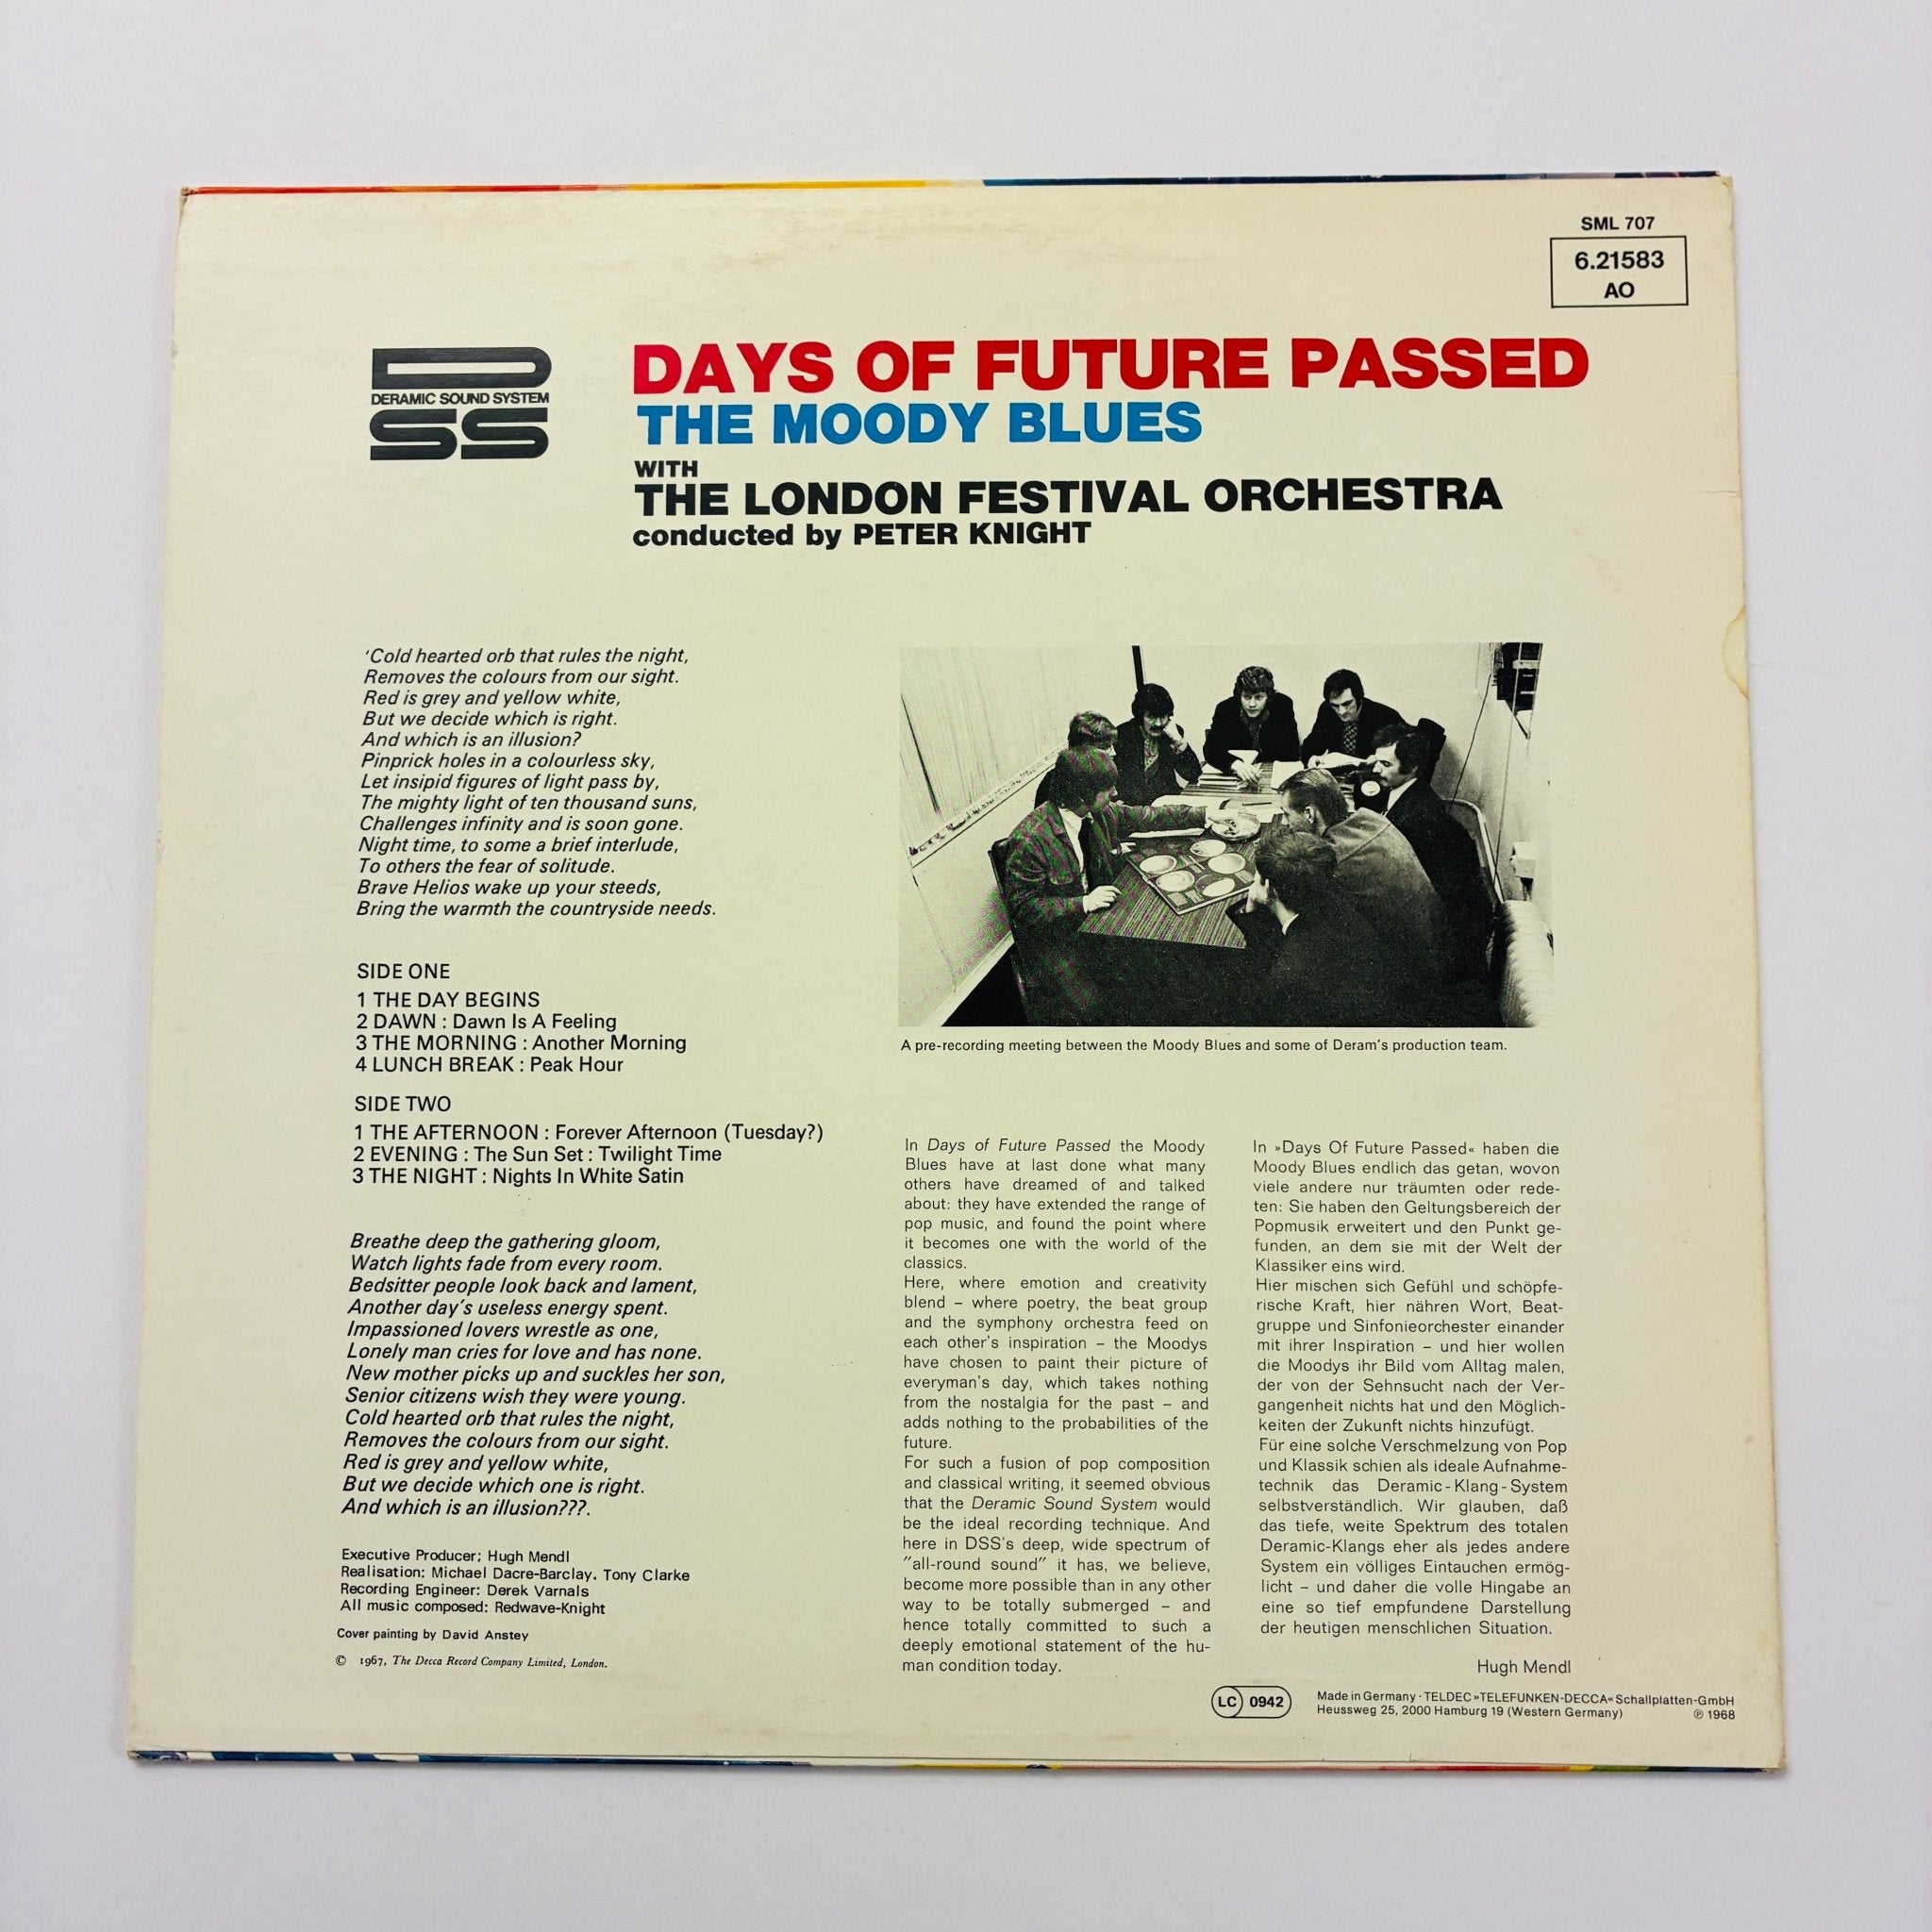 SML 707
6.21583
AO
DERAMIC SOUND SYSTEM
DSS
DAYS OF FUTURE PASSED
THE MOODY BLUES
WITH
THE LONDON FESTIVAL ORCHESTRA
conducted by PETER KNIGHT
‘Cold hearted orb that rules the night,
Removes the colours from our sight.
Red is grey and yellow white,
But we decide which is right.
And which is an illusion?
Pinprick holes in a colourless sky,
Let insipid figures of light pass by,
The mighty light of ten thousand suns,
Challenges infinity and is soon gone.
Night time, to some a brief interlude,
To others the fear of solitude.
Brave Helios wake up your steeds,
Bring the warmth the countryside needs.
SIDE ONE
1 THE DAY BEGINS
2 DAWN : Dawn Is A Feeling
3 THE MORNING : Another Morning
4 LUNCH BREAK : Peak Hour
SIDE TWO
1 THE AFTERNOON : Forever Afternoon (Tuesday?)
2 EVENING : The Sun Set : Twilight Time
3 THE NIGHT : Nights In White Satin
Breathe deep the gathering gloom,
Watch lights fade from every room.
Bedsitter people look back and lament,
Another day's useless energy spent.
Impassioned lovers wrestle as one,
Lonely man cries for love and has none.
New mother picks up and suckles her son,
Senior citizens wish they were young.
Cold hearted orb that rules the night,
Removes the colours from our sight.
Red is grey and yellow white,
But we decide which one is right.
And which is an illusion???.
Executive Producer; Hugh Mendl
Realisation: Michael Dacre-Barclay. Tony Clarke
Recording Engineer: Derek Varnals
All music composed: Redwave-Knight
Cover painting by David Anstey
© 1967, The Decca Record Company Limited, London.
A pre-recording meeting between the Moody Blues and some of Deram's production team.
In Days of Future Passed the Moody
Blues have at last done what many
others have dreamed of and talked
about: they have extended the range of
pop music, and found the point where
it becomes one with the world of the
classics.
Here, where emotion and creativity
blend – where poetry, the beat group
and the symphony orchestra feed on
each other's inspiration – the Moodys
have chosen to paint their picture of
everyman's day, which takes nothing
from the nostalgia for the past – and
adds nothing to the probabilities of the
future.
For such a fusion of pop composition
and classical writing, it seemed obvious
that the Deramic Sound System would
be the ideal recording technique. And
here in DSS's deep, wide spectrum of
"all-round sound" it has, we believe,
become more possible than in any other
way to be totally submerged – and
hence totally committed to such a
deeply emotional statement of the hu-
man condition today.
In »Days Of Future Passed« haben die
Moody Blues endlich das getan, wovon
viele andere nur träumten oder rede-
ten: Sie haben den Geltungsbereich der
Popmusik erweitert und den Punkt ge-
funden, an dem sie mit der Welt der
Klassiker eins wird.
Hier mischen sich Gefühl und schöpfe-
rische Kraft, hier nähren Wort, Beat-
gruppe und Sinfonieorchester einander
mit ihrer Inspiration – und hier wollen
die Moodys ihr Bild vom Alltag malen,
der von der Sehnsucht nach der Ver-
gangenheit nichts hat und den Möglich-
keiten der Zukunft nichts hinzufügt.
Für eine solche Verschmelzung von Pop
und Klassik schien als ideale Aufnahme-
technik das Deramic-Klang-System
selbstverständlich. Wir glauben, daß
das tiefe, weite Spektrum des totalen
Deramic-Klangs eher als jedes andere
System ein völliges Eintauchen ermög-
licht – und daher die volle Hingabe an
eine so tief empfundene Darstellung
der heutigen menschlichen Situation.
Hugh Mendl
LC 0942
Made in Germany · TELDEC »TELEFUNKEN-DECCA« Schallplatten-GmbH
Heussweg 25, 2000 Hamburg 19 (Western Germany) ℗ 1968